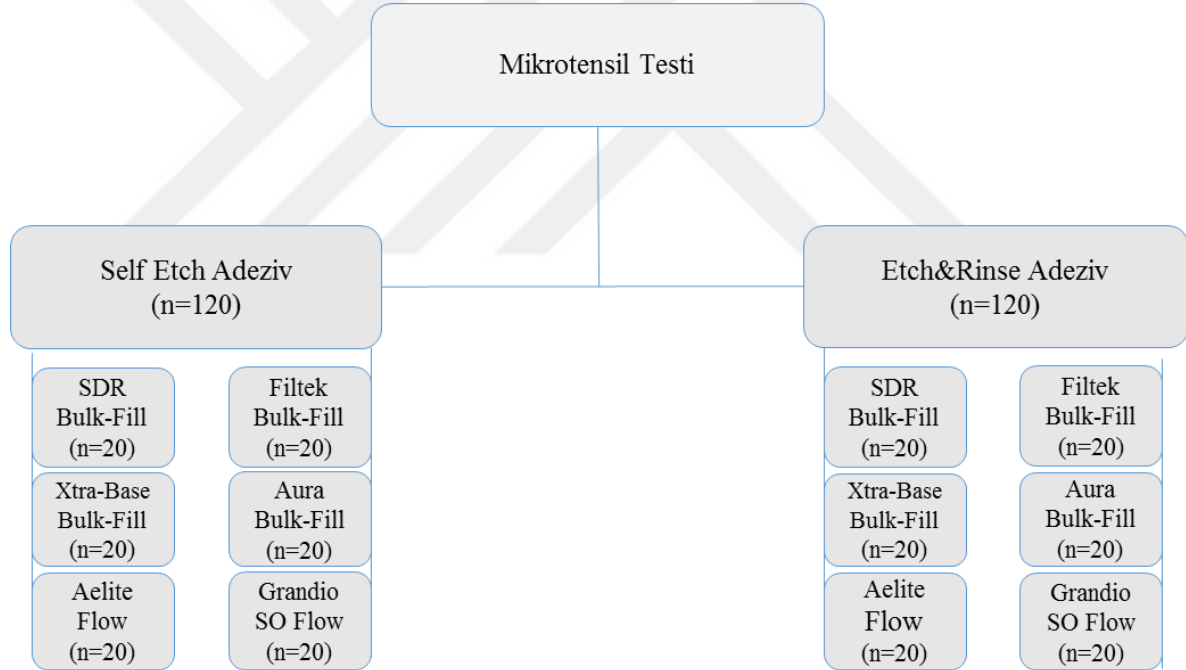 Mikrotensil Testi
Self Etch Adeziv
(n=120)
SDR
Bulk-Fill
(n=20)
Filtek
Bulk-Fill
(n=20)
Xtra-Base
Bulk-Fill
(n=20)
Aura
Bulk-Fill
(n=20)
Aelite
Flow
(n=20)
Grandio
SO Flow
(n=20)
Etch&Rinse Adeziv
(n=120)
SDR
Bulk-Fill
(n=20)
Filtek
Bulk-Fill
(n=20)
Xtra-Base
Bulk-Fill
(n=20)
Aura
Bulk-Fill
(n=20)
Aelite
Flow
(n=20)
Grandio
SO Flow
(n=20)